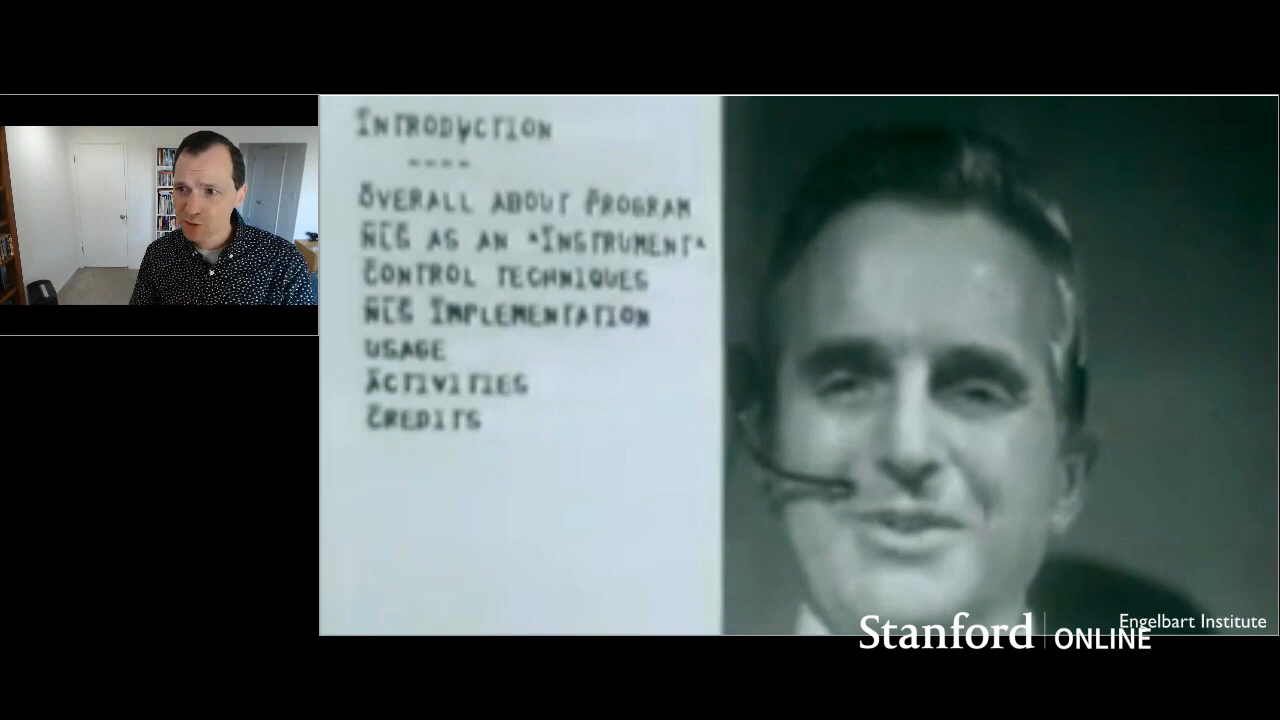 INTRODUCTION
----
OVERALL ABOUT PROGRAM
NLS AS AN "INSTRUMENT"
CONTROL TECHNIQUES
NLS IMPLEMENTATION
USAGE
ACTIVITIES
CREDITS
Engelbart Institute
Stanford | ONLINE